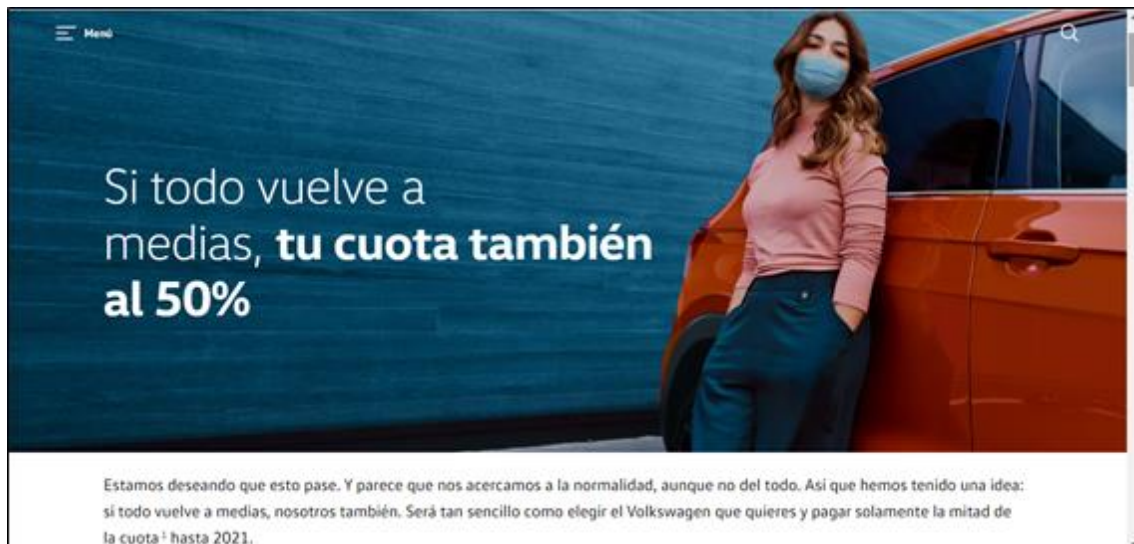 Menú
Si todo vuelve a
medias, tu cuota también
al 50%
Estamos deseando que esto pase. Y parece que nos acercamos a la normalidad, aunque no del todo. Así que hemos tenido una idea:
si todo vuelve a medias, nosotros también. Será tan sencillo como elegir el Volkswagen que quieres y pagar solamente la mitad de
la cuota ¹ hasta 2021.